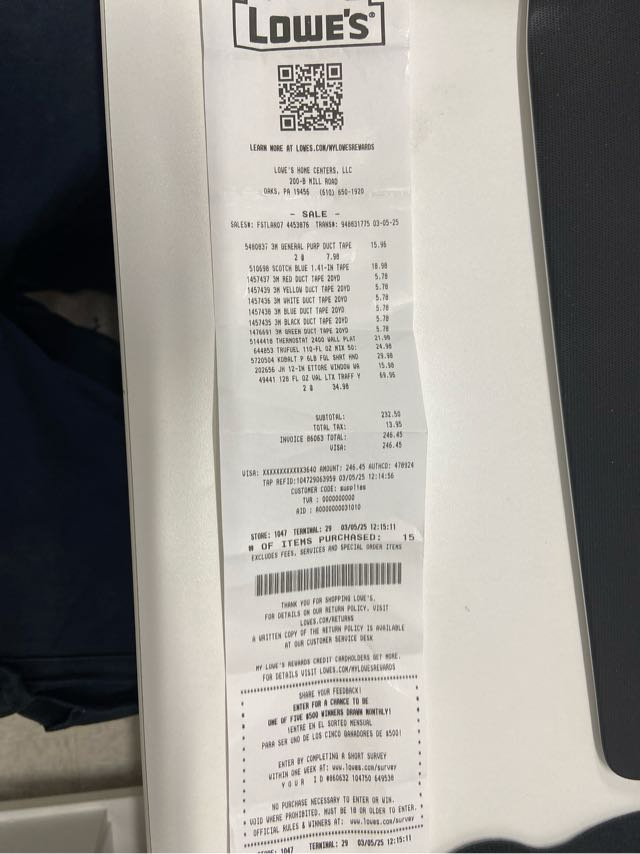 LOWE'S
LEARN MORE AT LOWES.COM/MYLOWESREWARDS
LOWE'S HOME CENTERS, LLC
200-B MILL ROAD
OAKS, PA 19456 (610) 650-1920
- SALE -
SALES#: FSTLAN07 4453876 TRANS#: 948831775 03-05-25
5480837 3M GENERAL PURP DUCT TAPE 15.96
2 @ 7.98
510698 SCOTCH BLUE 1.41-IN TAPE 18.98
1457437 3M RED DUCT TAPE 20YD 5.78
1457439 3M YELLOW DUCT TAPE 20YD 5.78
1457436 3M WHITE DUCT TAPE 20YD 5.78
1457438 3M BLUE DUCT TAPE 20YD 5.78
1457435 3M BLACK DUCT TAPE 20YD 5.78
1476691 3M GREEN DUCT TAPE 20YD 5.78
5144418 THERMOSTAT 2400 WALL PLAT 21.98
644853 TRUFUEL 110-FL OZ MIX 50: 24.98
5720504 KOBALT P 6LB FGL SHRT HND 29.98
202656 JH 12-IN ETTORE WINDOW WA 15.98
49441 128 FL OZ VAL LTX TRAFF Y 69.96
2 @ 34.98
SUBTOTAL: 232.50
TOTAL TAX: 13.95
INVOICE 86063 TOTAL: 246.45
VISA: 246.45
VISA: XXXXXXXXXXXX3640 AMOUNT: 246.45 AUTHCD: 470924
TAP REFID:104729063959 03/05/25 12:14:56
CUSTOMER CODE: supplies
TVR : 0000000000
AID : A0000000031010
STORE: 1047 TERMINAL: 29 03/05/25 12:15:11
# OF ITEMS PURCHASED: 15
EXCLUDES FEES, SERVICES AND SPECIAL ORDER ITEMS
THANK YOU FOR SHOPPING LOWE'S.
FOR DETAILS ON OUR RETURN POLICY, VISIT
LOWES.COM/RETURNS
A WRITTEN COPY OF THE RETURN POLICY IS AVAILABLE
AT OUR CUSTOMER SERVICE DESK
MY LOWE'S REWARDS CREDIT CARDHOLDERS GET MORE.
FOR DETAILS VISIT LOWES.COM/MYLOWESREWARDS
SHARE YOUR FEEDBACK!
ENTER FOR A CHANCE TO BE
ONE OF FIVE $500 WINNERS DRAWN MONTHLY!
¡ENTRE EN EL SORTEO MENSUAL
PARA SER UNO DE LOS CINCO GANADORES DE $500!
ENTER BY COMPLETING A SHORT SURVEY
WITHIN ONE WEEK AT: www.lowes.com/survey
Y O U R I D #860632 104750 649538
NO PURCHASE NECESSARY TO ENTER OR WIN.
VOID WHERE PROHIBITED. MUST BE 18 OR OLDER TO ENTER.
OFFICIAL RULES & WINNERS AT: www.lowes.com/survey
STORE: 1047 TERMINAL: 29 03/05/25 12:15:11